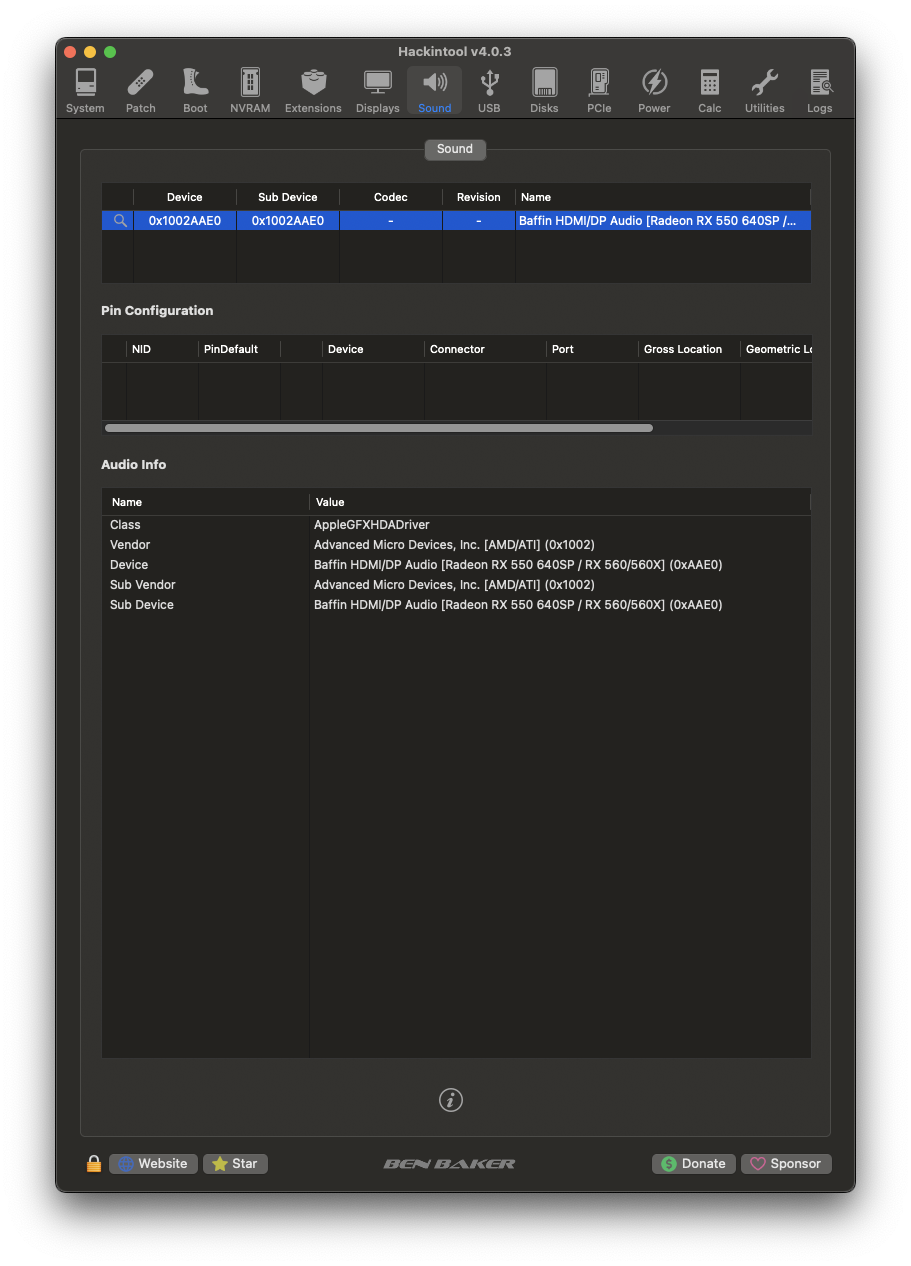 Hackintool v4.0.3
System Patch Boot NVRAM Extensions Displays Sound USB Disks PCIe Power Calc Utilities Logs
Sound
Device Sub Device Codec Revision Name
0x1002AAE0 0x1002AAE0 - - Baffin HDMI/DP Audio [Radeon RX 550 640SP /...
Pin Configuration
NID PinDefault Device Connector Port Gross Location Geometric Lo
Audio Info
Name Value
Class AppleGFXHDADriver
Vendor Advanced Micro Devices, Inc. [AMD/ATI] (0x1002)
Device Baffin HDMI/DP Audio [Radeon RX 550 640SP / RX 560/560X] (0xAAE0)
Sub Vendor Advanced Micro Devices, Inc. [AMD/ATI] (0x1002)
Sub Device Baffin HDMI/DP Audio [Radeon RX 550 640SP / RX 560/560X] (0xAAE0)
Website Star BEN BAKER Donate Sponsor